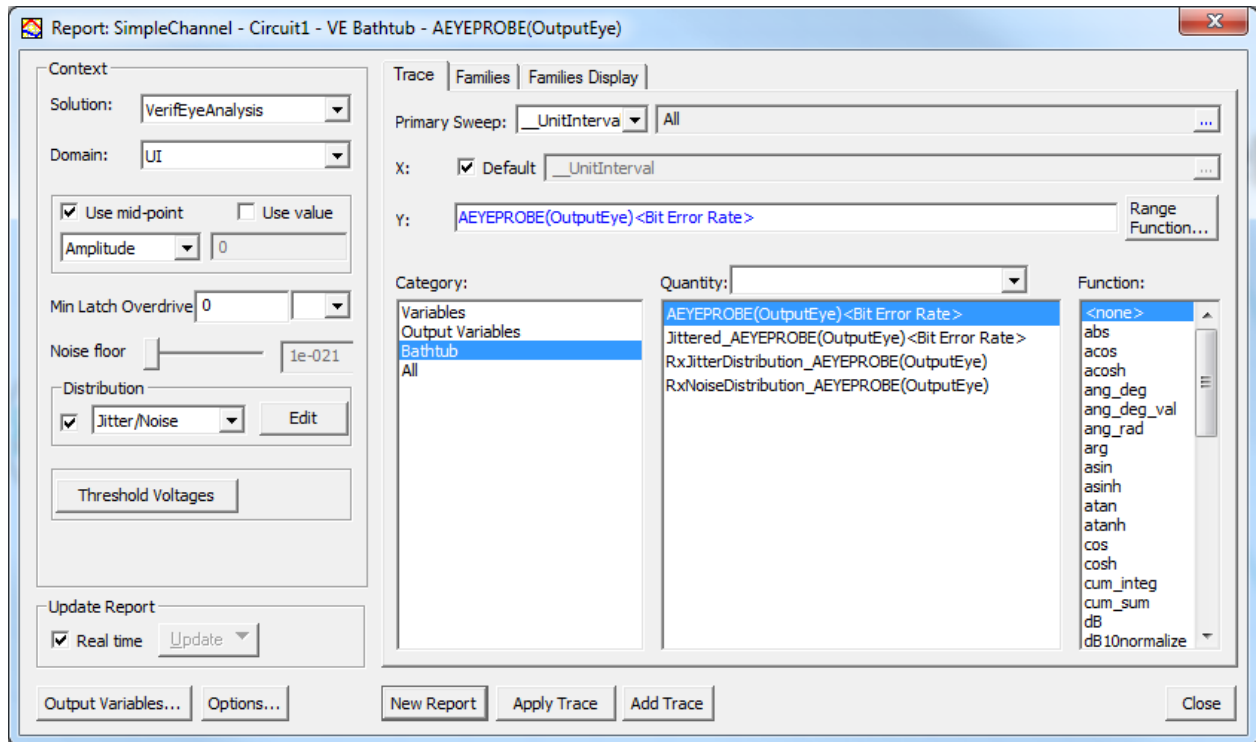 Report: SimpleChannel - Circuit1 - VE Bathtub - AEYEPROBE(OutputEye)
x
Context
Solution: VerifEyeAnalysis
Domain: UI
Use mid-point Use value
Amplitude 0
Min Latch Overdrive 0
Noise floor 1e-021
Distribution
Jitter/Noise Edit
Threshold Voltages
Update Report
Real time Update
Output Variables... Options...
Trace Families Families Display
Primary Sweep: __UnitInterva All ...
X: Default __UnitInterval ...
Y: AEYEPROBE(OutputEye)<Bit Error Rate> Range
Function...
Category:
Variables
Output Variables
Bathtub
All
Quantity:
AEYEPROBE(OutputEye)<Bit Error Rate>
Jittered_AEYEPROBE(OutputEye)<Bit Error Rate>
RxJitterDistribution_AEYEPROBE(OutputEye)
RxNoiseDistribution_AEYEPROBE(OutputEye)
Function:
<none>
abs
acos
acosh
ang_deg
ang_deg_val
ang_rad
arg
asin
asinh
atan
atanh
cos
cosh
cum_integ
cum_sum
dB
dB10normalize
New Report Apply Trace Add Trace Close